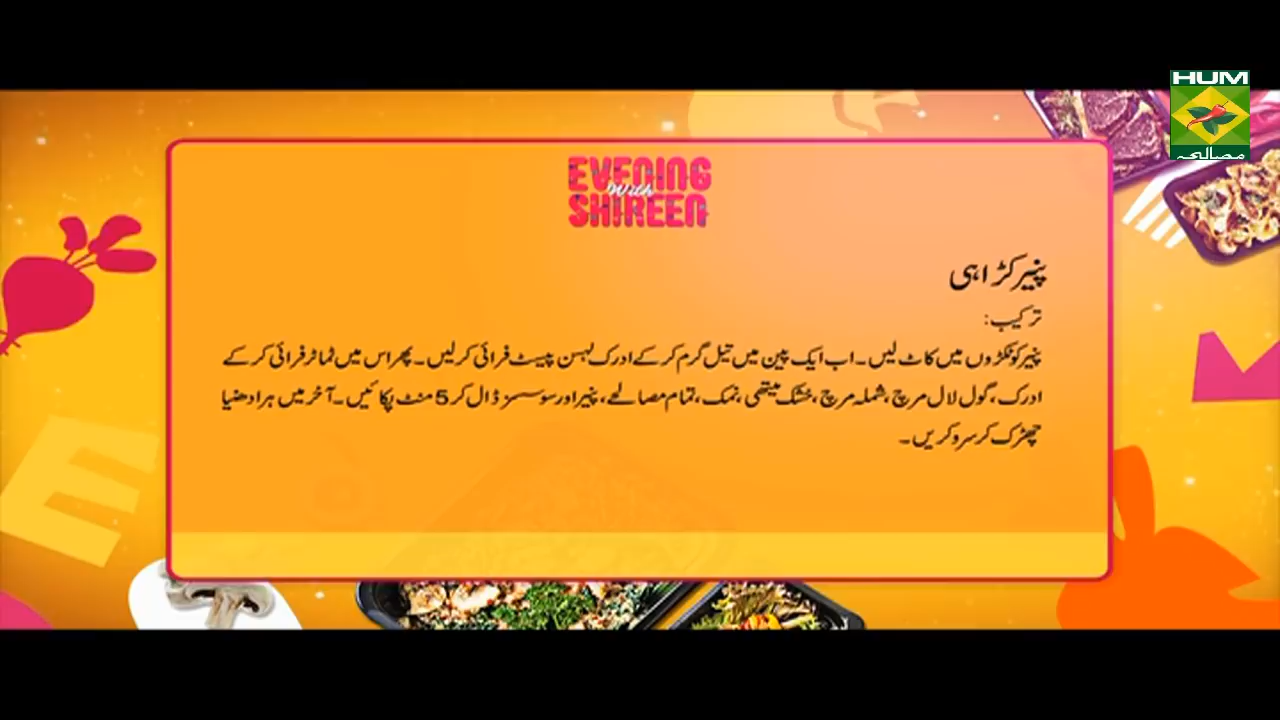 HUM
مصالحہ
EVENING
With
SHIREEN
پنیر کڑاہی
ترکیب:
پنیر کو ٹکڑوں میں کاٹ لیں۔ اب ایک پین میں تیل گرم کر کے ادرک لہسن پیسٹ فرائی کر لیں۔ پھر اس میں ٹماٹر فرائی کر کے
ادرک، گول لال مرچ، شملہ مرچ، خشک میتھی، نمک، تمام مصالحے، پنیر اور سوسسز ڈال کر 5 منٹ پکائیں۔ آخر میں ہرا دھنیا
چھڑک کر سرو کریں۔